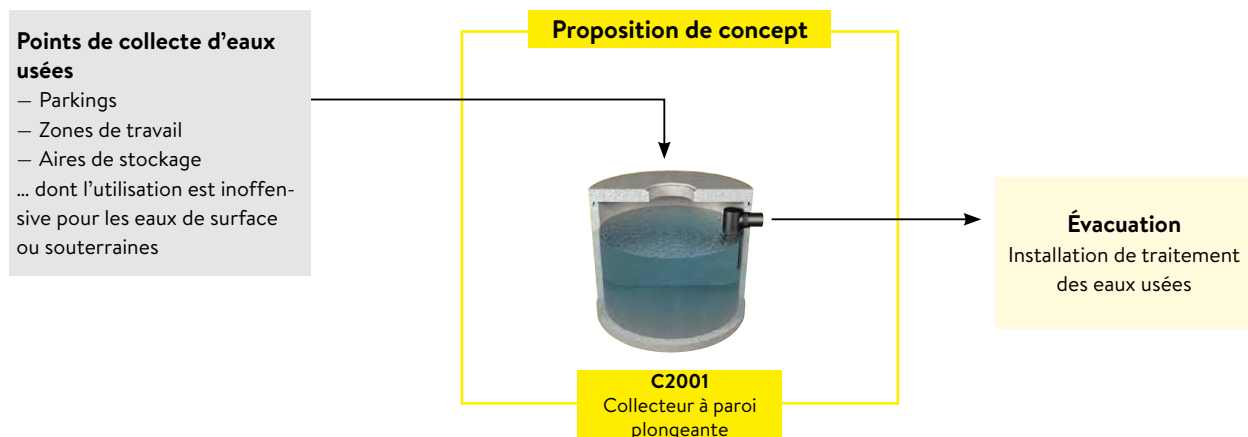 Points de collecte d’eaux
usées
— Parkings
— Zones de travail
— Aires de stockage
… dont l’utilisation est inoffen-
sive pour les eaux de surface
ou souterraines
Proposition de concept
C2001
Collecteur à paroi
plongeante
Évacuation
Installation de traitement
des eaux usées